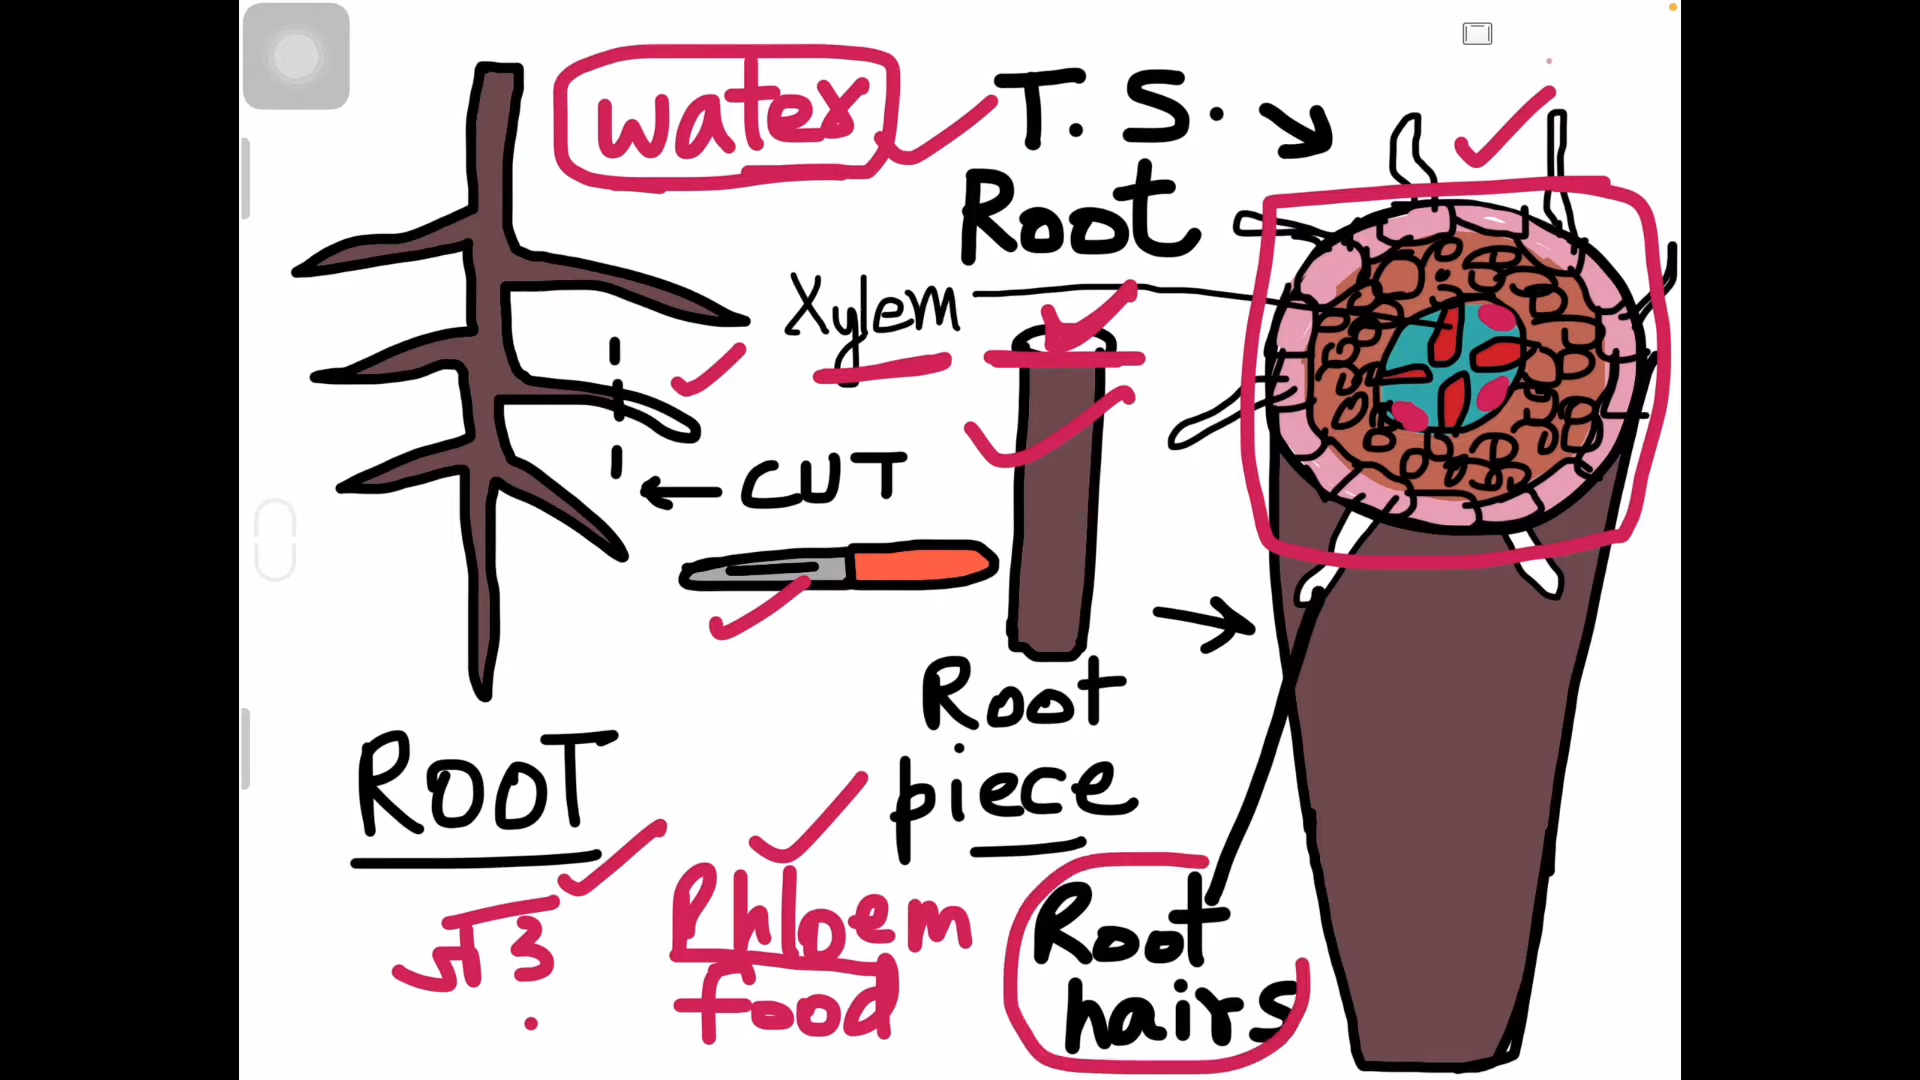 water
T. S.
Root
Xylem
CUT
Root
piece
ROOT
जड़
Phloem
food
Root
hairs